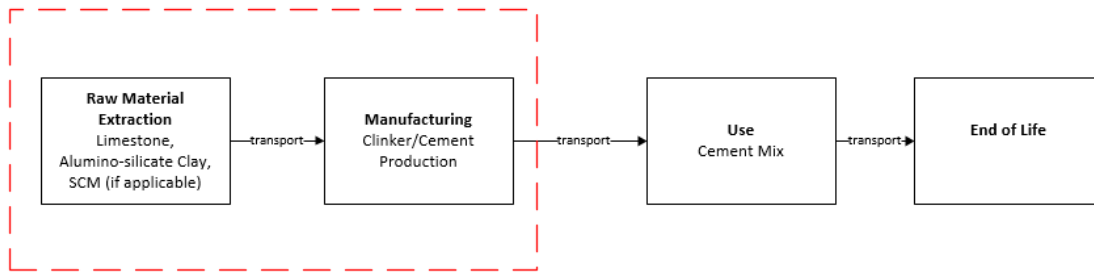 Raw Material
Extraction
Limestone,
Alumino-silicate Clay,
SCM (if applicable)
transport
Manufacturing
Clinker/Cement
Production
transport
Use
Cement Mix
transport
End of Life